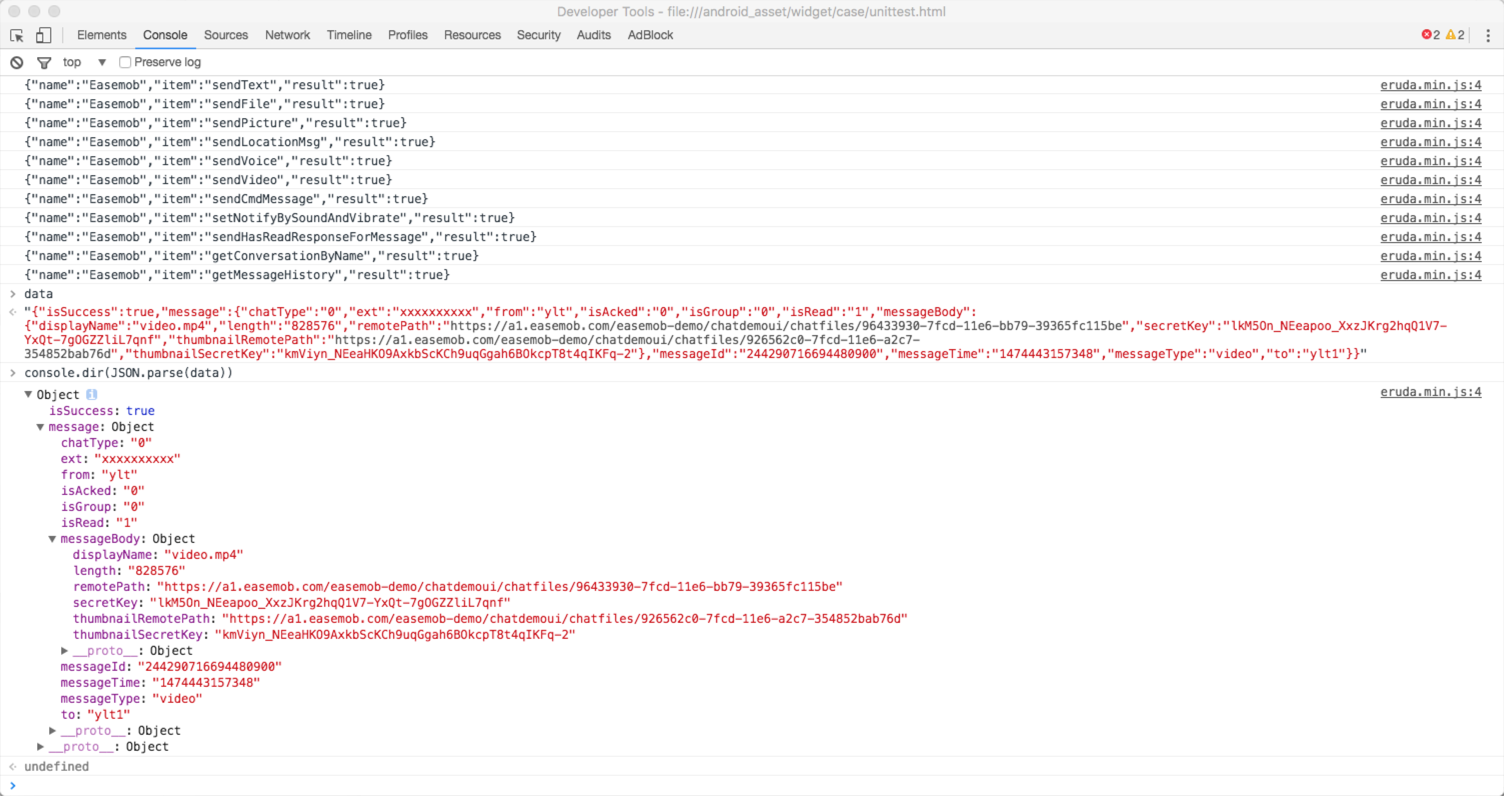 Developer Tools - file:///android_asset/widget/case/unittest.html
Elements Console Sources Network Timeline Profiles Resources Security Audits AdBlock 2 2
top Preserve log
{"name":"Easemob","item":"sendText","result":true} eruda.min.js:4
{"name":"Easemob","item":"sendFile","result":true} eruda.min.js:4
{"name":"Easemob","item":"sendPicture","result":true} eruda.min.js:4
{"name":"Easemob","item":"sendLocationMsg","result":true} eruda.min.js:4
{"name":"Easemob","item":"sendVoice","result":true} eruda.min.js:4
{"name":"Easemob","item":"sendVideo","result":true} eruda.min.js:4
{"name":"Easemob","item":"sendCmdMessage","result":true} eruda.min.js:4
{"name":"Easemob","item":"setNotifyBySoundAndVibrate","result":true} eruda.min.js:4
{"name":"Easemob","item":"sendHasReadResponseForMessage","result":true} eruda.min.js:4
{"name":"Easemob","item":"getConversationByName","result":true} eruda.min.js:4
{"name":"Easemob","item":"getMessageHistory","result":true} eruda.min.js:4
> data
"{"isSuccess":true,"message":{"chatType":"0","ext":"xxxxxxxxxx","from":"ylt","isAcked":"0","isGroup":"0","isRead":"1","messageBody":
{"displayName":"video.mp4","length":"828576","remotePath":"https://a1.easemob.com/easemob-demo/chatdemoui/chatfiles/96433930-7fcd-11e6-bb79-39365fc115be","secretKey":"lkM5On_NEeapoo_XxzJKrg2hqQ1V7-
YxQt-7gOGZZliL7qnf","thumbnailRemotePath":"https://a1.easemob.com/easemob-demo/chatdemoui/chatfiles/926562c0-7fcd-11e6-a2c7-
354852bab76d","thumbnailSecretKey":"kmViyn_NEeaHKO9AxkbScKCh9uqGgah6BOkcpT8t4qIKFq-2"},"messageId":"244290716694480900","messageTime":"1474443157348","messageType":"video","to":"ylt1"}}"
> console.dir(JSON.parse(data))
Object i eruda.min.js:4
isSuccess: true
message: Object
chatType: "0"
ext: "xxxxxxxxxx"
from: "ylt"
isAcked: "0"
isGroup: "0"
isRead: "1"
messageBody: Object
displayName: "video.mp4"
length: "828576"
remotePath: "https://a1.easemob.com/easemob-demo/chatdemoui/chatfiles/96433930-7fcd-11e6-bb79-39365fc115be"
secretKey: "lkM5On_NEeapoo_XxzJKrg2hqQ1V7-YxQt-7gOGZZliL7qnf"
thumbnailRemotePath: "https://a1.easemob.com/easemob-demo/chatdemoui/chatfiles/926562c0-7fcd-11e6-a2c7-354852bab76d"
thumbnailSecretKey: "kmViyn_NEeaHKO9AxkbScKCh9uqGgah6BOkcpT8t4qIKFq-2"
__proto__: Object
messageId: "244290716694480900"
messageTime: "1474443157348"
messageType: "video"
to: "ylt1"
__proto__: Object
__proto__: Object
undefined
>